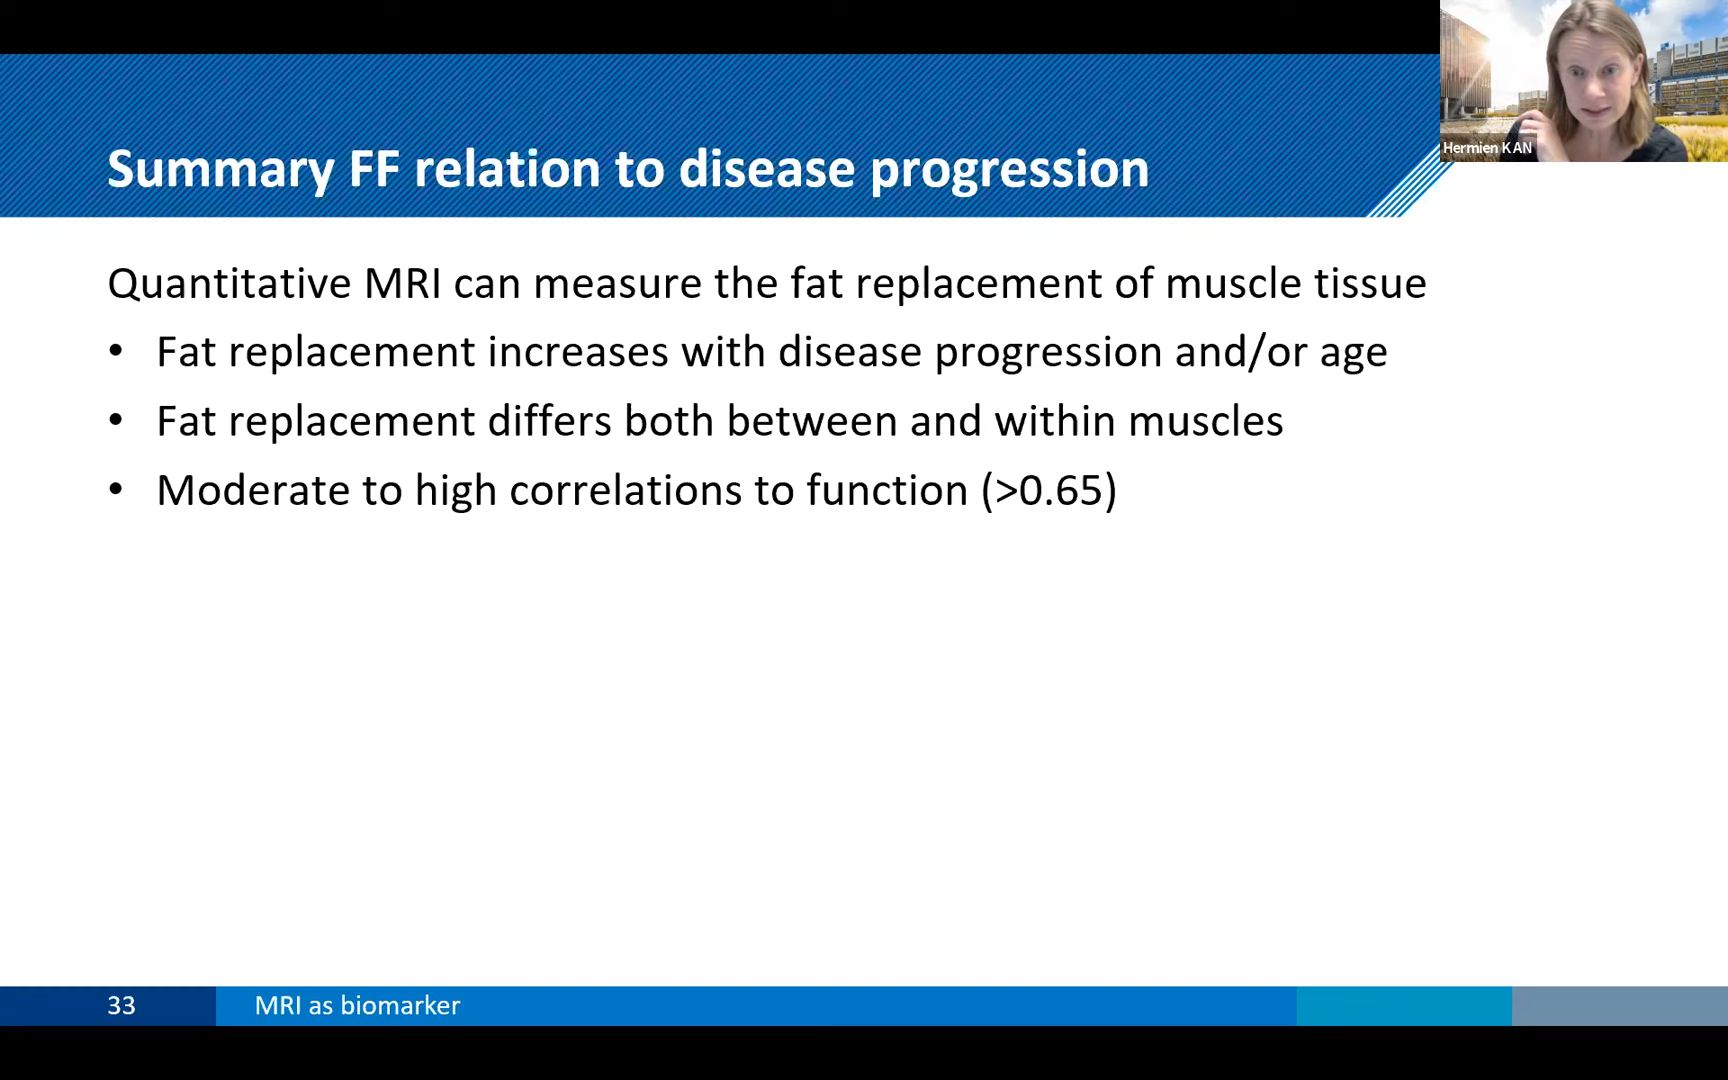 Hermien KAN
Summary FF relation to disease progression
Quantitative MRI can measure the fat replacement of muscle tissue
• Fat replacement increases with disease progression and/or age
• Fat replacement differs both between and within muscles
• Moderate to high correlations to function (>0.65)
33
MRI as biomarker